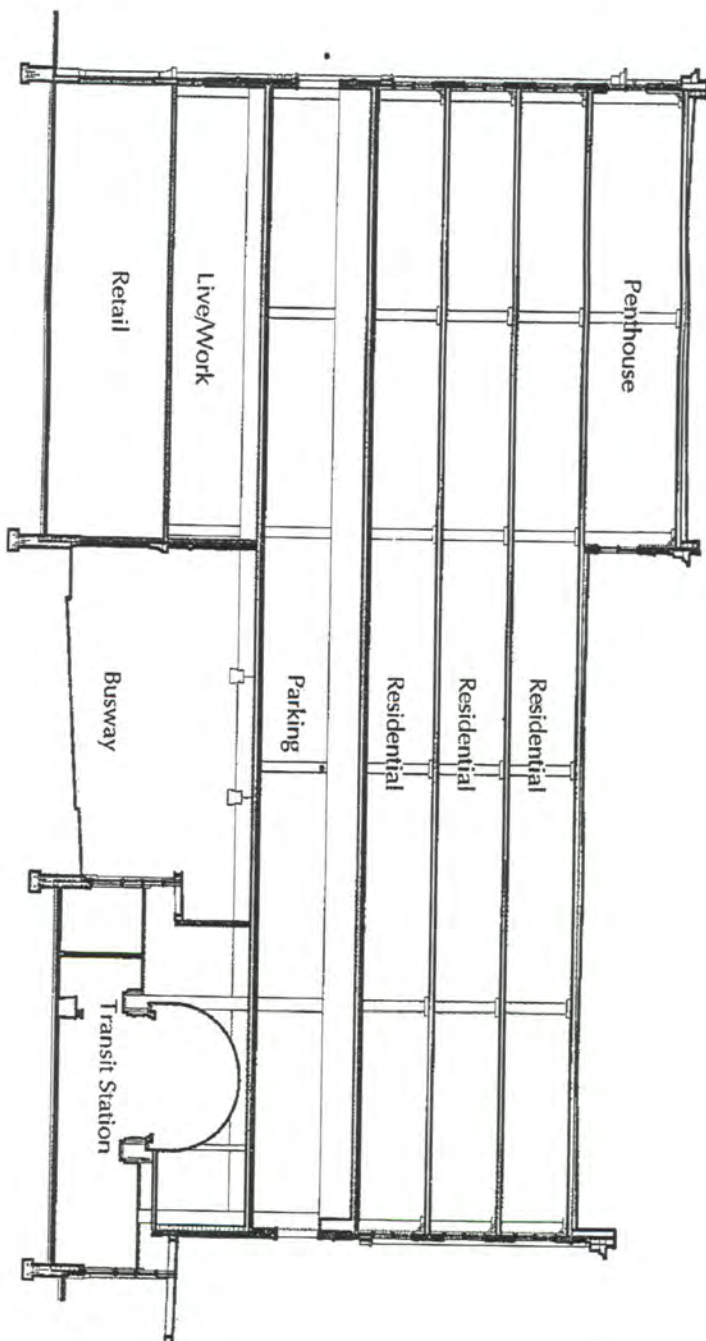 Penthouse
Residential
Residential
Residential
Parking
Live/Work
Retail
Busway
Transit Station